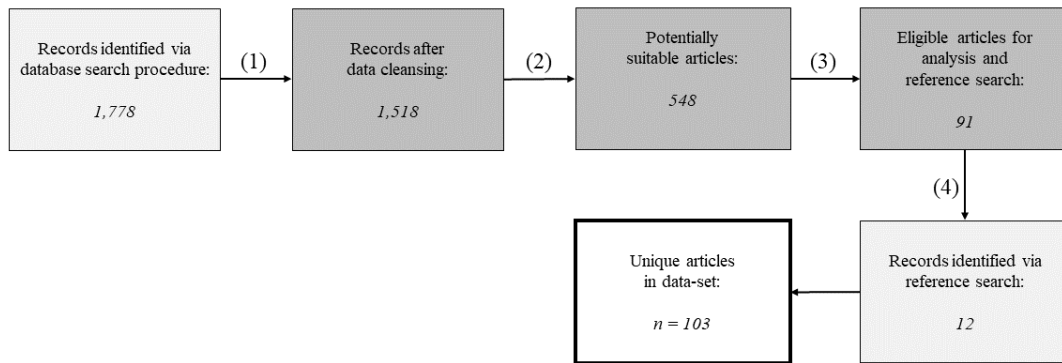 Records identified via
database search procedure:
1,778
(1)
Records after
data cleansing:
1,518
(2)
Potentially
suitable articles:
548
(3)
Eligible articles for
analysis and
reference search:
91
(4)
Records identified via
reference search:
12
Unique articles
in data-set:
n = 103